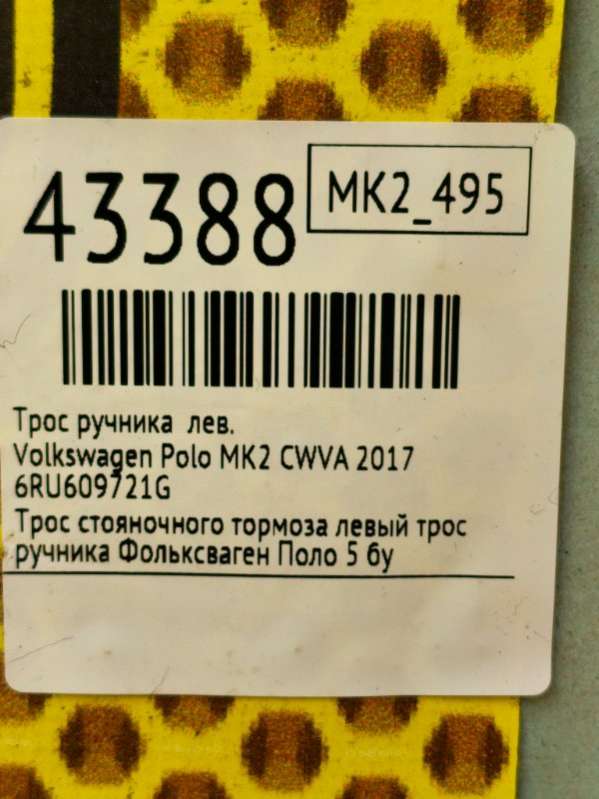 43388
MK2_495
Трос ручника лев.
Volkswagen Polo MK2 CWVA 2017
6RU609721G
Трос стояночного тормоза левый трос
ручника Фольксваген Поло 5 бу